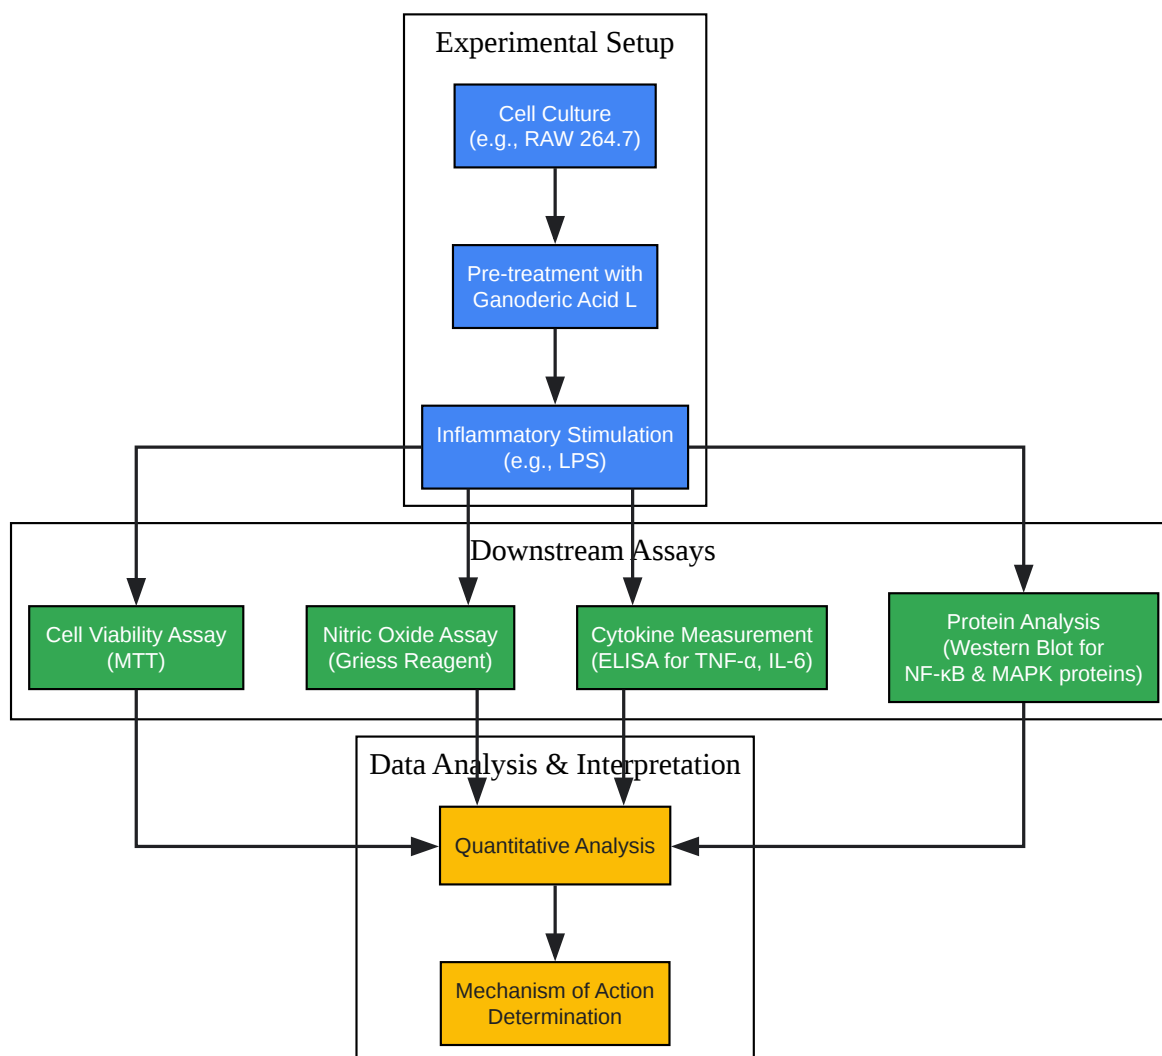 Experimental Setup
Cell Culture
(e.g., RAW 264.7)
Pre-treatment with
Ganoderic Acid L
Inflammatory Stimulation
(e.g., LPS)
Downstream Assays
Cell Viability Assay
(MTT)
Nitric Oxide Assay
(Griess Reagent)
Cytokine Measurement
(ELISA for TNF-α, IL-6)
Protein Analysis
(Western Blot for
NF-κB & MAPK proteins)
Data Analysis & Interpretation
Quantitative Analysis
Mechanism of Action
Determination